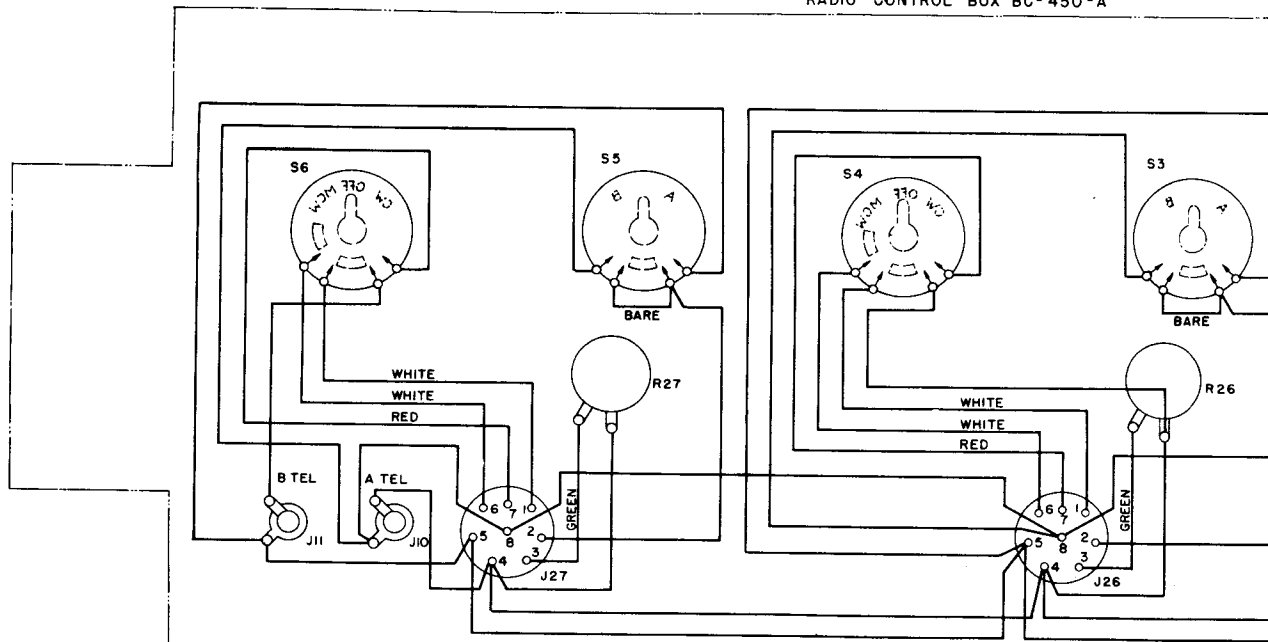 RADIO CONTROL BOX BC-450-A
S6
MCW OFF CW
S5
B A
S4
MCW OFF CW
S3
B A
BARE
BARE
R27
R26
WHITE
WHITE
RED
WHITE
WHITE
RED
B TEL
A TEL
J11
J10
6 7 1
5 8 2
4 3
GREEN
J27
6 7 1
5 8 2
4 3
GREEN
J26